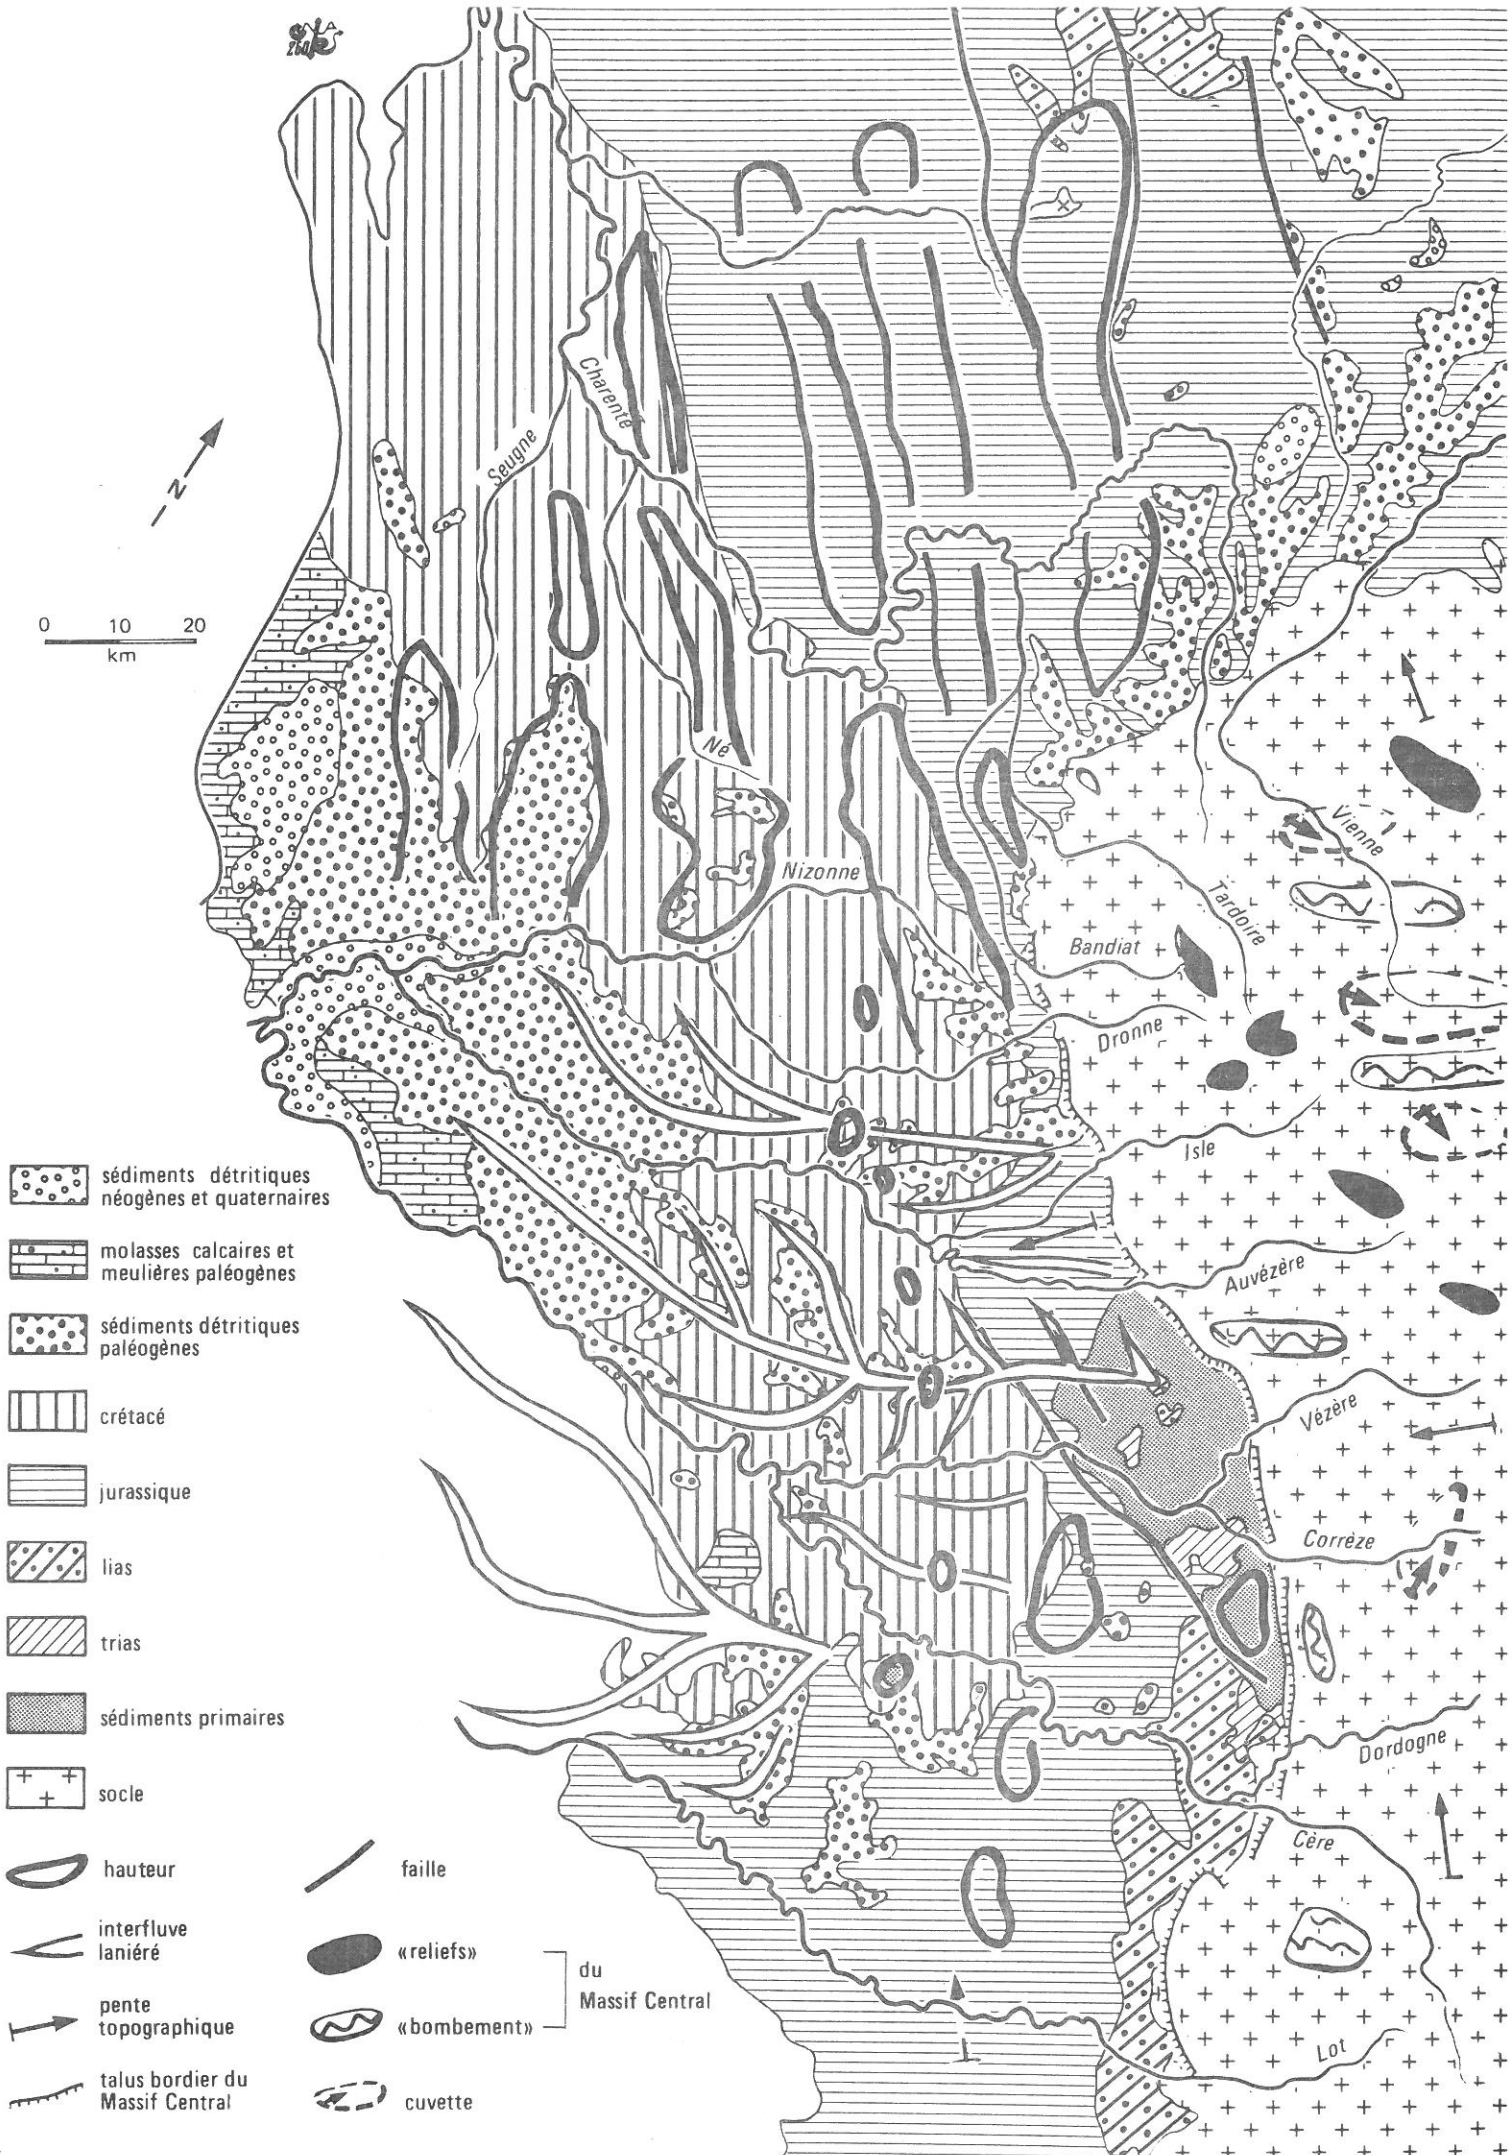 Charente
Seugne
N
0 10 20
km
Né
Vienne
Nizonne
Tardoire
Bandiat
Dronne
Isle
Auvézère
Vézère
Corrèze
Dordogne
Cère
Lot
sédiments détritiques
néogènes et quaternaires
molasses calcaires et
meulières paléogènes
sédiments détritiques
paléogènes
crétacé
jurassique
lias
trias
sédiments primaires
socle
hauteur
interfluve
laniéré
pente
topographique
talus bordier du
Massif Central
faille
«reliefs»
«bombement»
du
Massif Central
cuvette